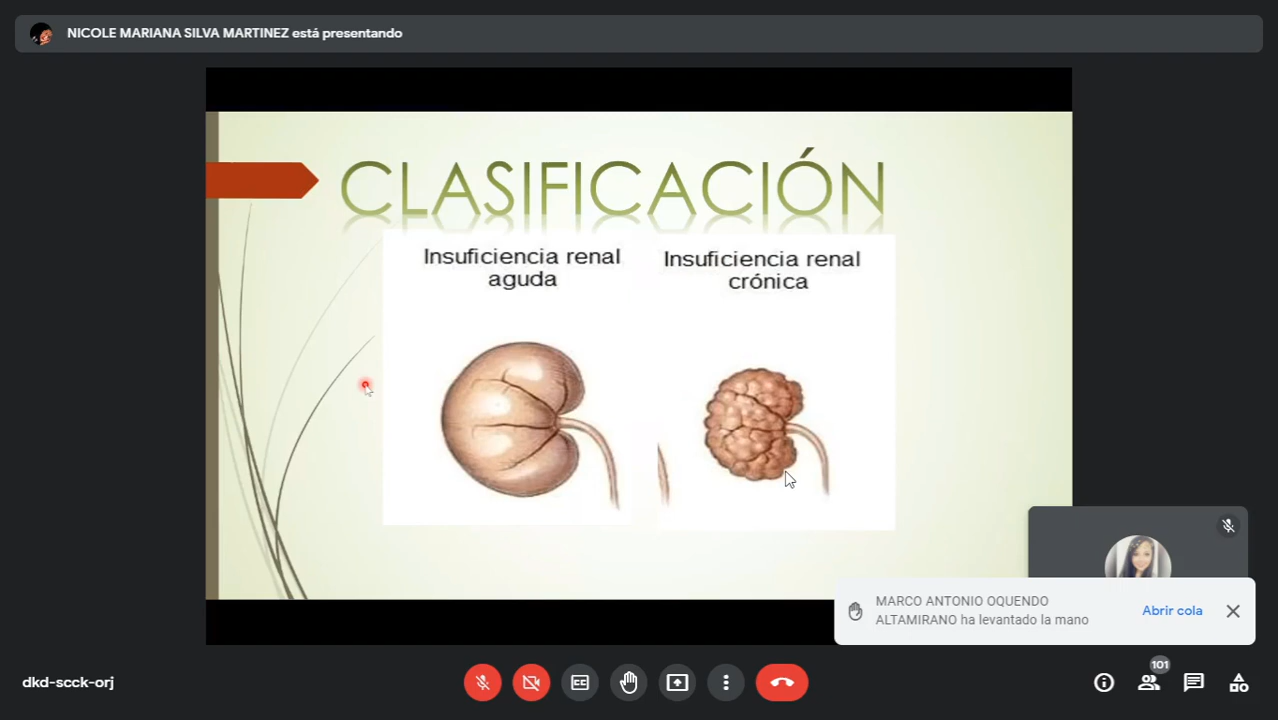 NICOLE MARIANA SILVA MARTINEZ está presentando
CLASIFICACIÓN
Insuficiencia renal
aguda
Insuficiencia renal
crónica
MARCO ANTONIO OQUENDO
ALTAMIRANO ha levantado la mano
Abrir cola
dkd-scck-orj
CC
101